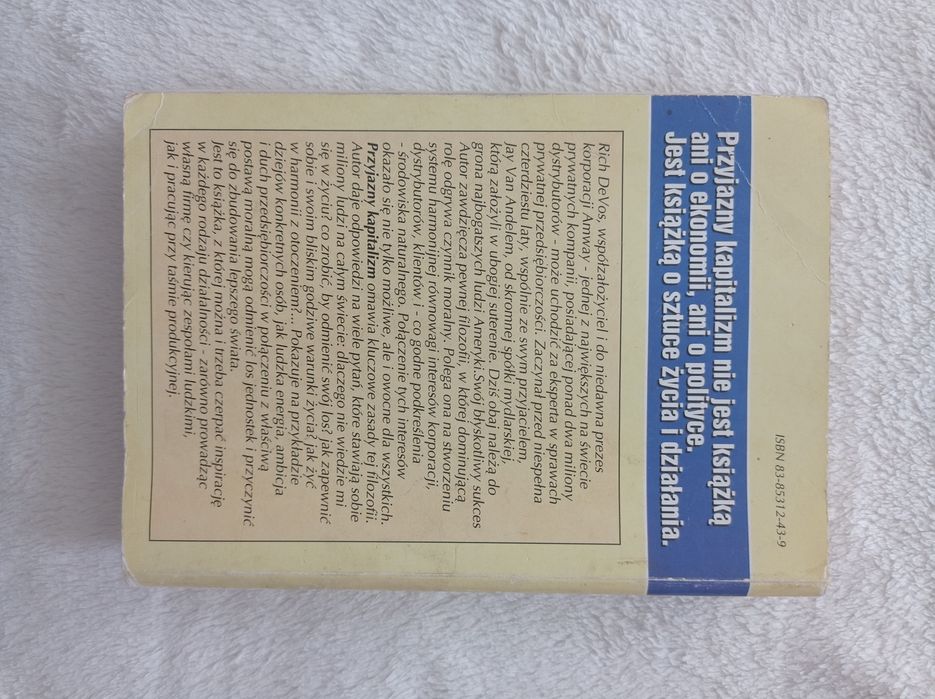 ISBN 83-85312-43-9
Przyjazny kapitalizm nie jest książką
ani o ekonomii, ani o polityce.
Jest książką o sztuce życia i działania.
Rich DeVos, współzałożyciel i do niedawna prezes
korporacji Amway - jednej z największych na świecie
prywatnych kompanii, posiadającej ponad dwa miliony
dystrybutorów - może uchodzić za eksperta w sprawach
prywatnej przedsiębiorczości. Zaczynał przed niespełna
czterdziestu laty, wspólnie ze swym przyjacielem,
Jay Van Andelem, od skromnej spółki mydlarskiej,
którą założyli w ubogiej suterenie. Dziś obaj należą do
grona najbogatszych ludzi Ameryki.Swój błyskotliwy sukces
Autor zawdzięcza pewnej filozofii, w której dominującą
rolę odgrywa czynnik moralny. Polega ona na stworzeniu
systemu harmonijnej równowagi interesów korporacji,
dystrybutorów, klientów i - co godne podkreślenia
- środowiska naturalnego. Połączenie tych interesów
okazało się nie tylko możliwe, ale i owocne dla wszystkich.
Przyjazny kapitalizm omawia kluczowe zasady tej filozofii.
Autor daje odpowiedzi na wiele pytań, które stawiają sobie
miliony ludzi na całym świecie: dlaczego nie wiedzie mi
się w życiu? co zrobić, by odmienić swój los? jak zapewnić
sobie i swoim bliskim godziwe warunki życia? jak żyć
w harmonii z otoczeniem?... Pokazuje na przykładzie
dziejów konkretnych osób, jak ludzka energia, ambicja
i duch przedsiębiorczości w połączeniu z właściwą
postawą moralną mogą odmienić los jednostek i przyczynić
się do zbudowania lepszego świata.
Jest to książka, z której można i trzeba czerpać inspirację
w każdego rodzaju działalności - zarówno prowadząc
własną firmę czy kierując zespołami ludzkimi,
jak i pracując przy taśmie produkcyjnej.